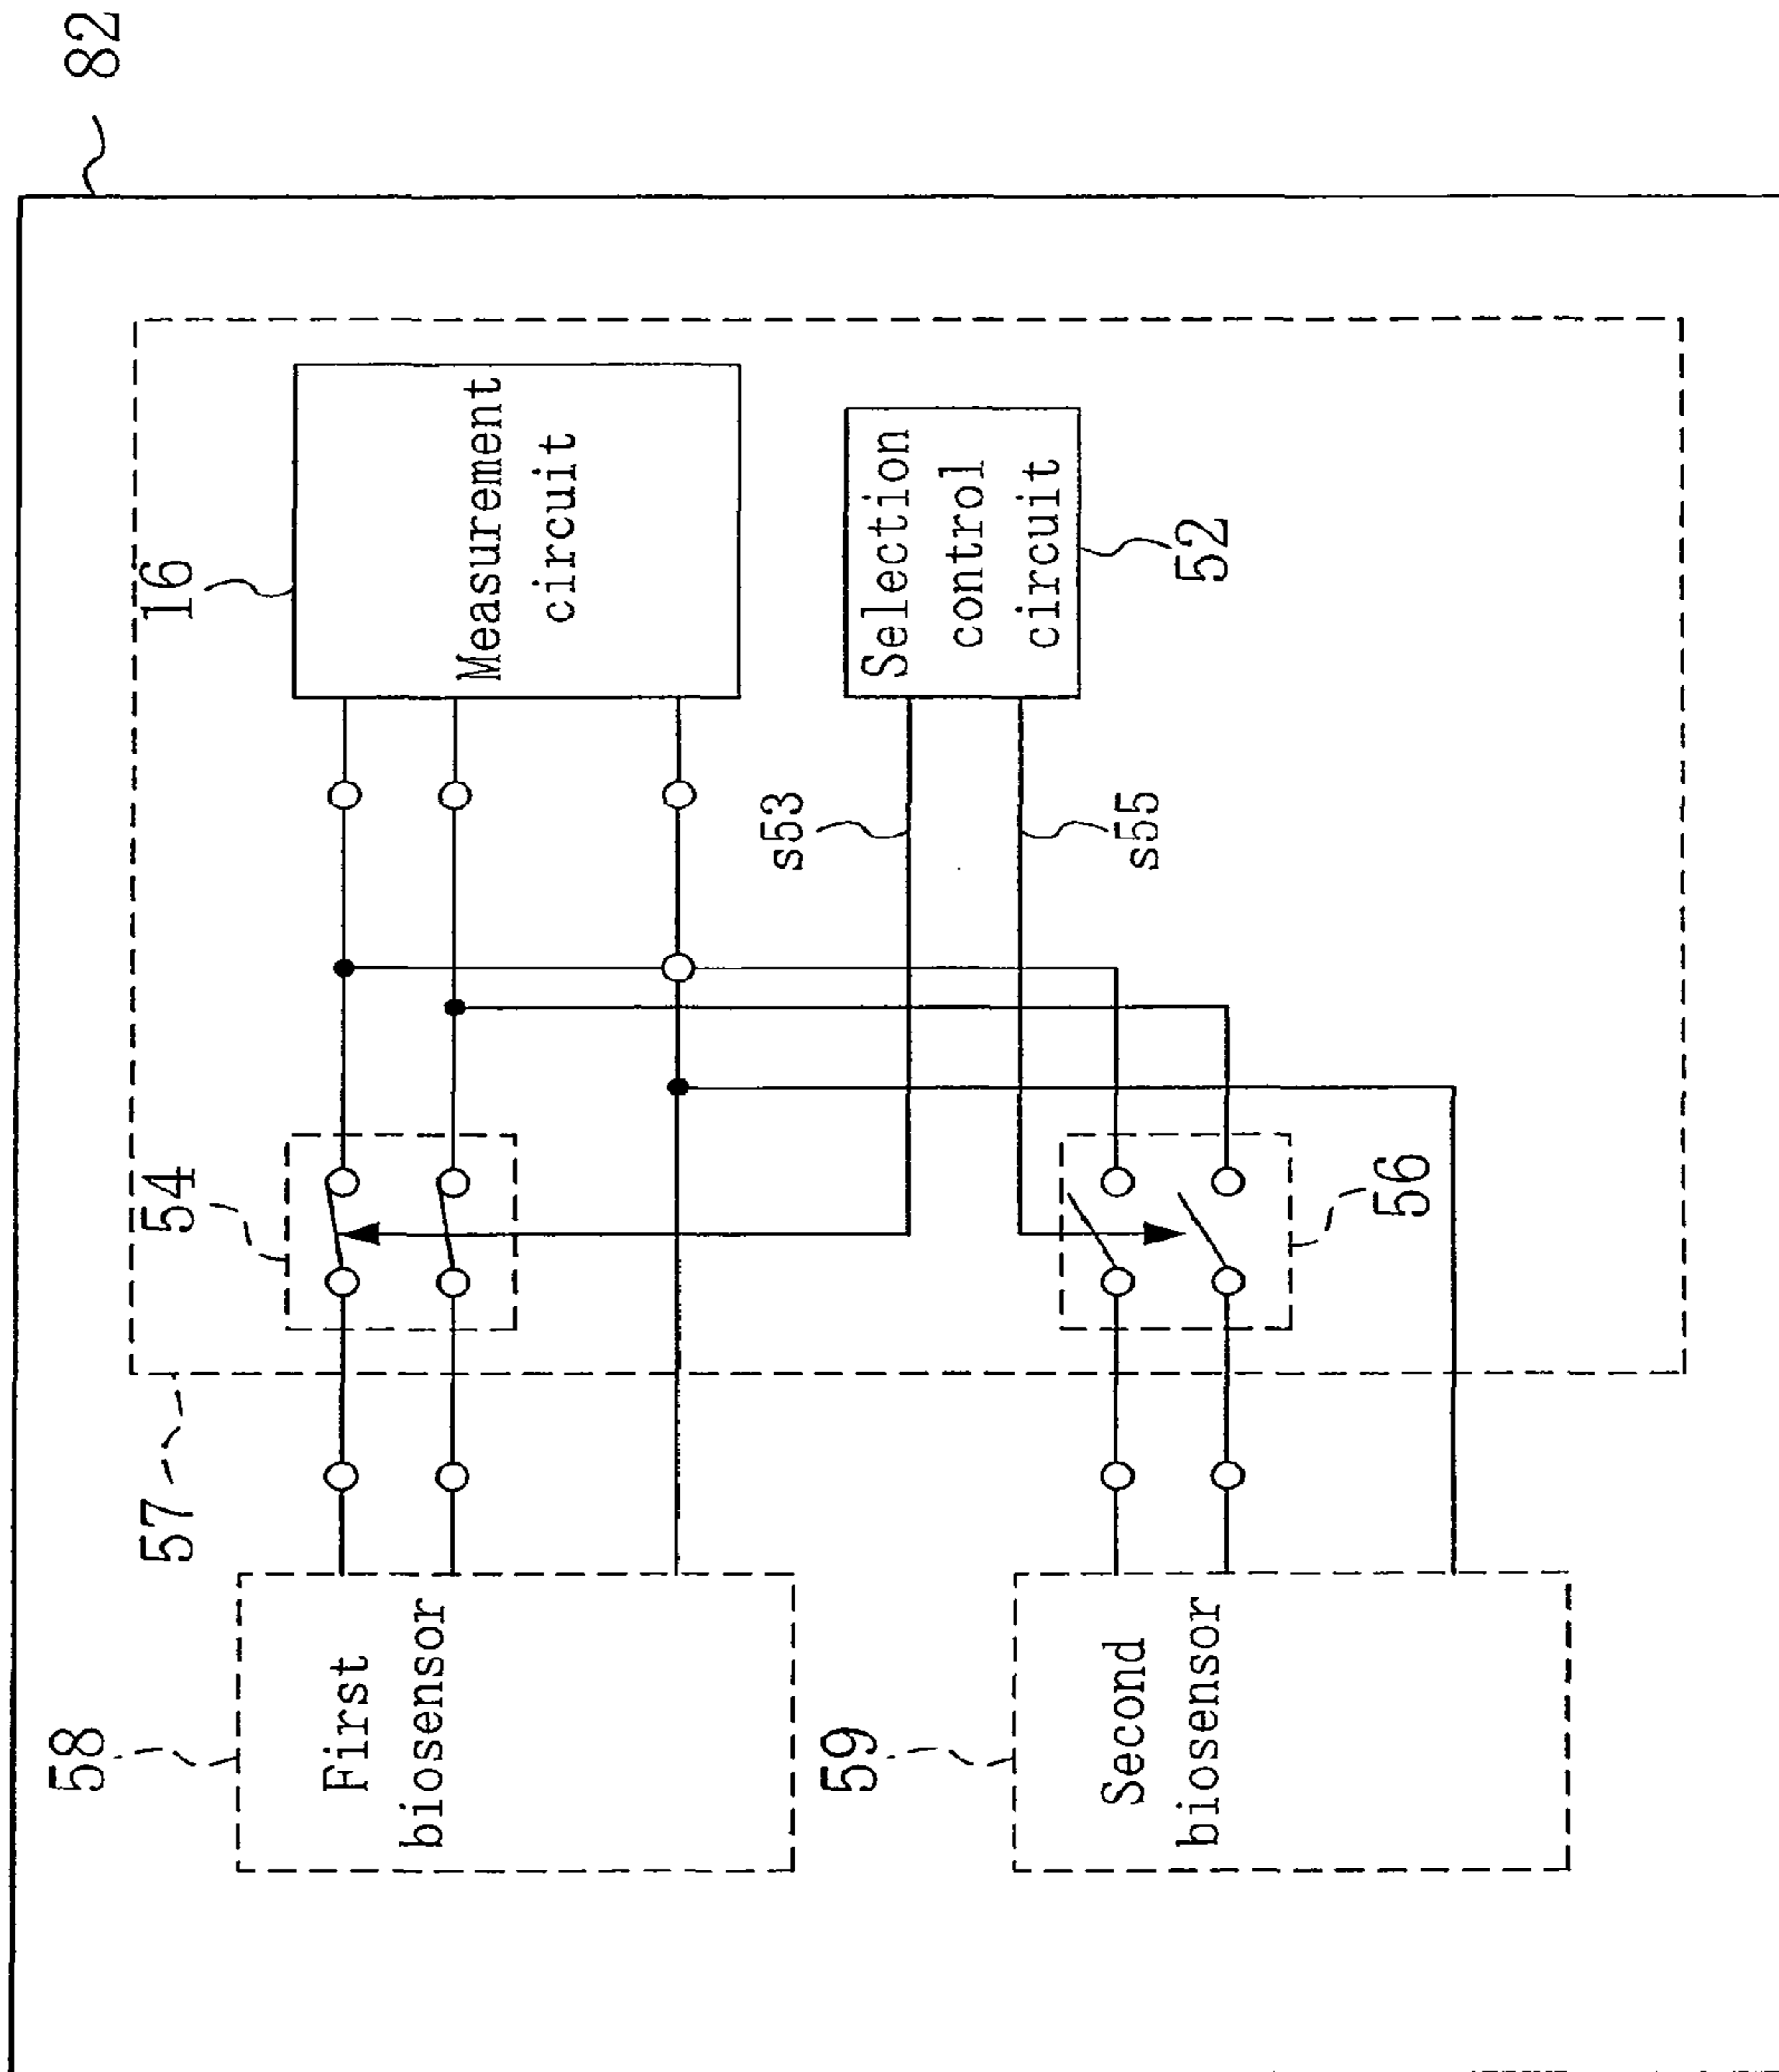 82
57
54
16
Measurement
circuit
58
First
biosensor
s53
Selection
control
circuit
s55
52
59
Second
biosensor
56